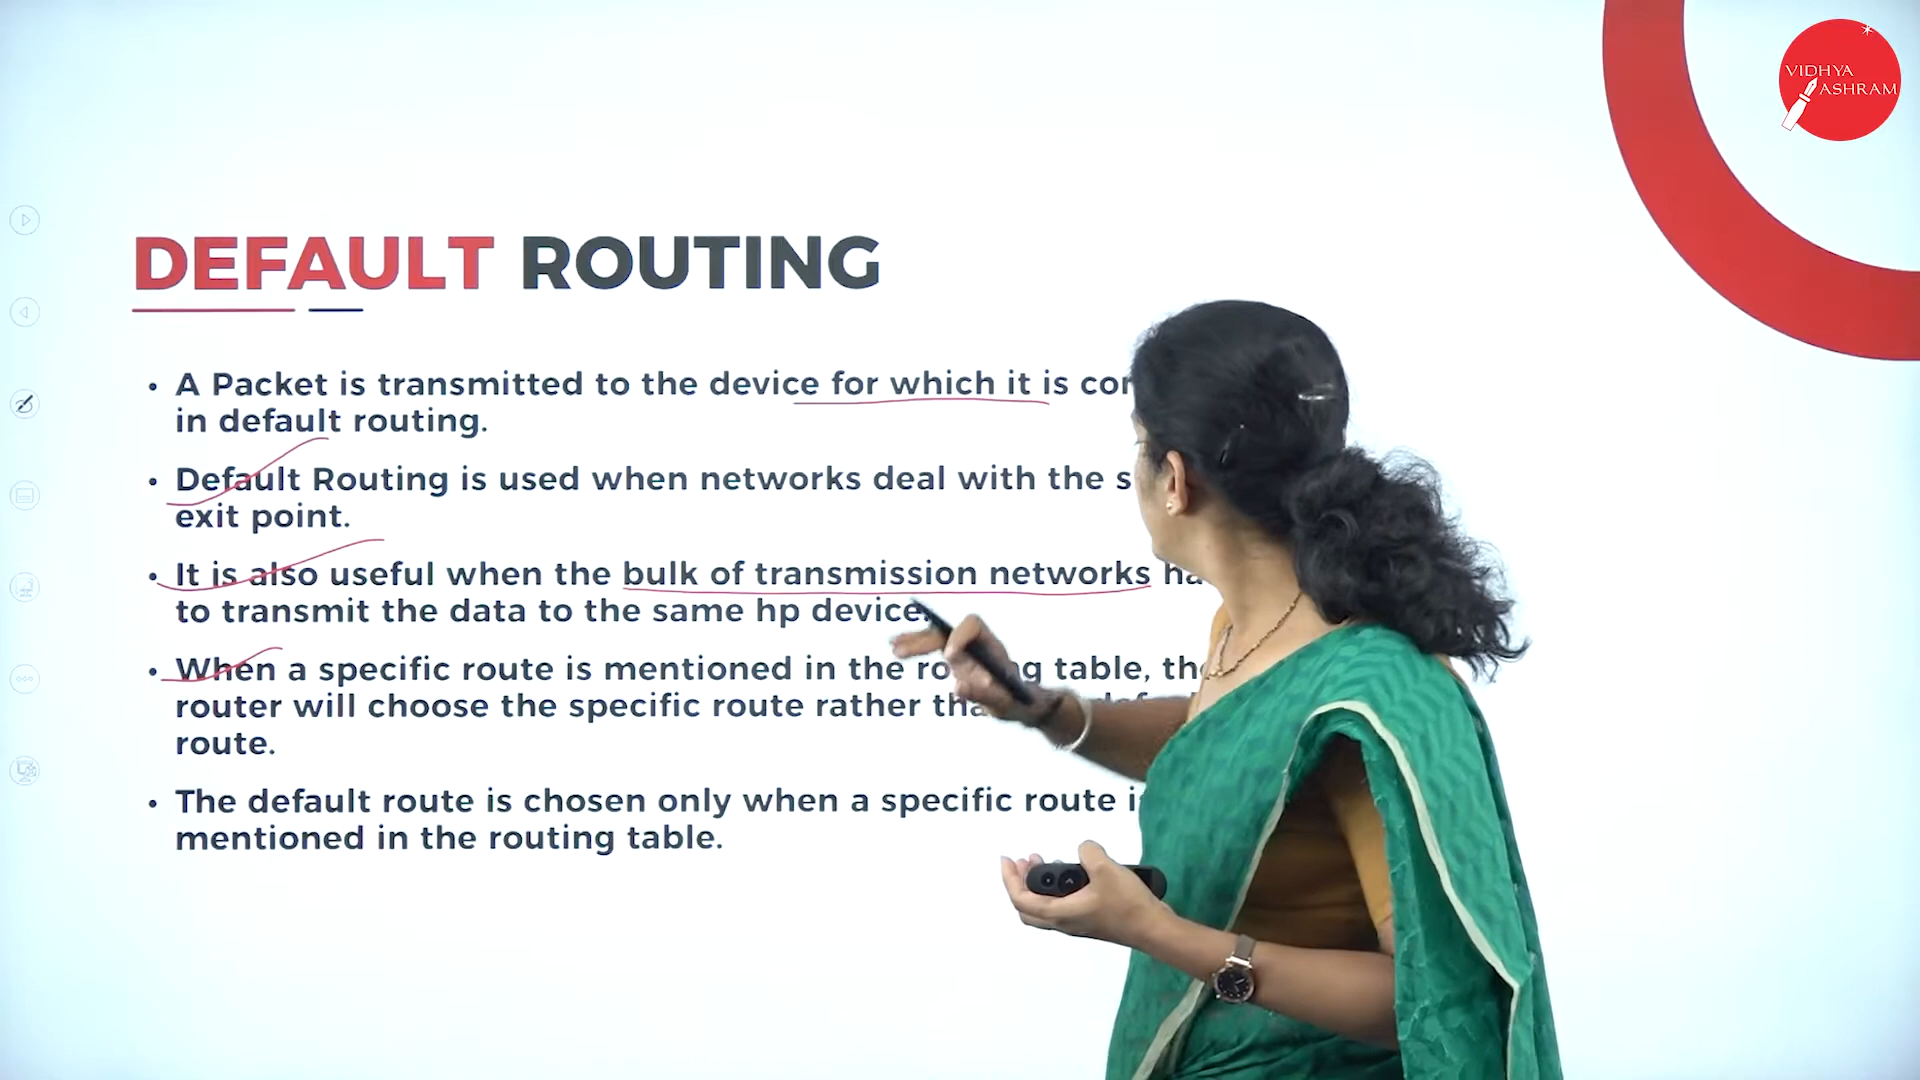 VIDHYA
ASHRAM
DEFAULT ROUTING
• A Packet is transmitted to the device for which it is
in default routing.
• Default Routing is used when networks deal with the
exit point.
• It is also useful when the bulk of transmission networks
to transmit the data to the same hp device.
• When a specific route is mentioned in the table,
router will choose the specific route rather
route.
• The default route is chosen only when a specific route
mentioned in the routing table.